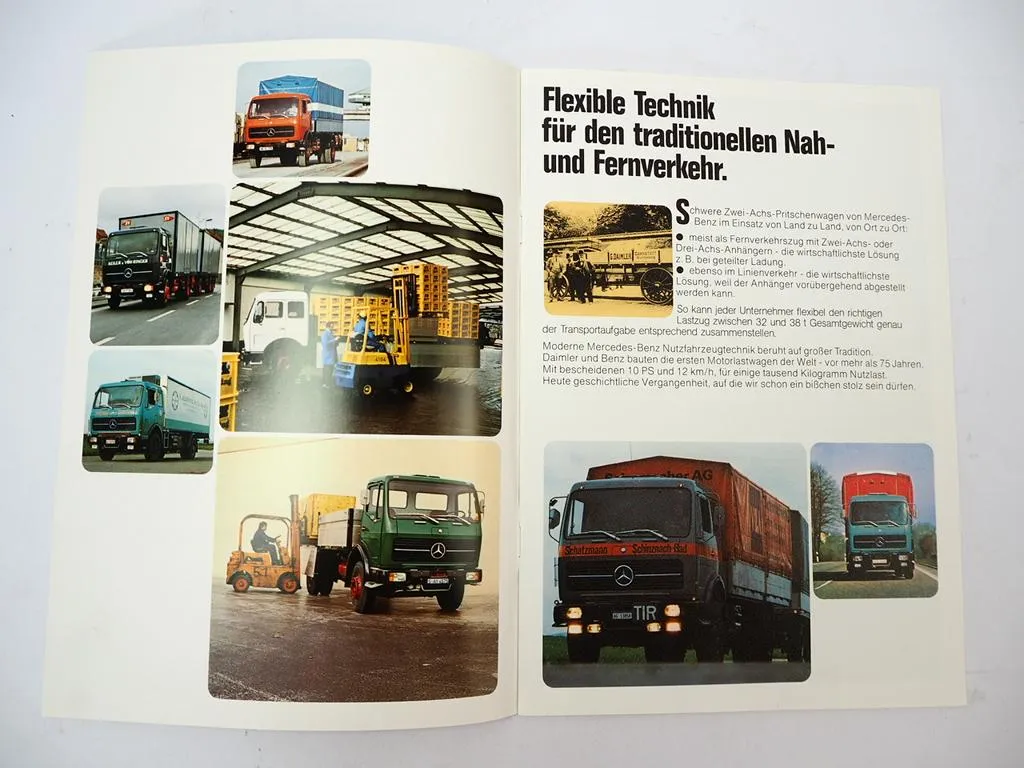 Flexible Technik
für den traditionellen Nah-
und Fernverkehr.
Schwere Zwei-Achs-Pritschenwagen von Mercedes-
Benz im Einsatz von Land zu Land, von Ort zu Ort:
● meist als Fernverkehrszug mit Zwei-Achs- oder
Drei-Achs-Anhängern - die wirtschaftlichste Lösung
z. B. bei geteilter Ladung.
● ebenso im Linienverkehr - die wirtschaftlichste
Lösung, weil der Anhänger vorübergehend abgestellt
werden kann.
So kann jeder Unternehmer flexibel den richtigen
Lastzug zwischen 32 und 38 t Gesamtgewicht genau
der Transportaufgabe entsprechend zusammenstellen.
Moderne Mercedes-Benz Nutzfahrzeugtechnik beruht auf großer Tradition.
Daimler und Benz bauten die ersten Motorlastwagen der Welt - vor mehr als 75 Jahren.
Mit bescheidenen 10 PS und 12 km/h, für einige tausend Kilogramm Nutzlast.
Heute geschichtliche Vergangenheit, auf die wir schon ein bißchen stolz sein dürfen.
G. DAIMLER
AG
Schatzmann Schinznach-Bad
TIR